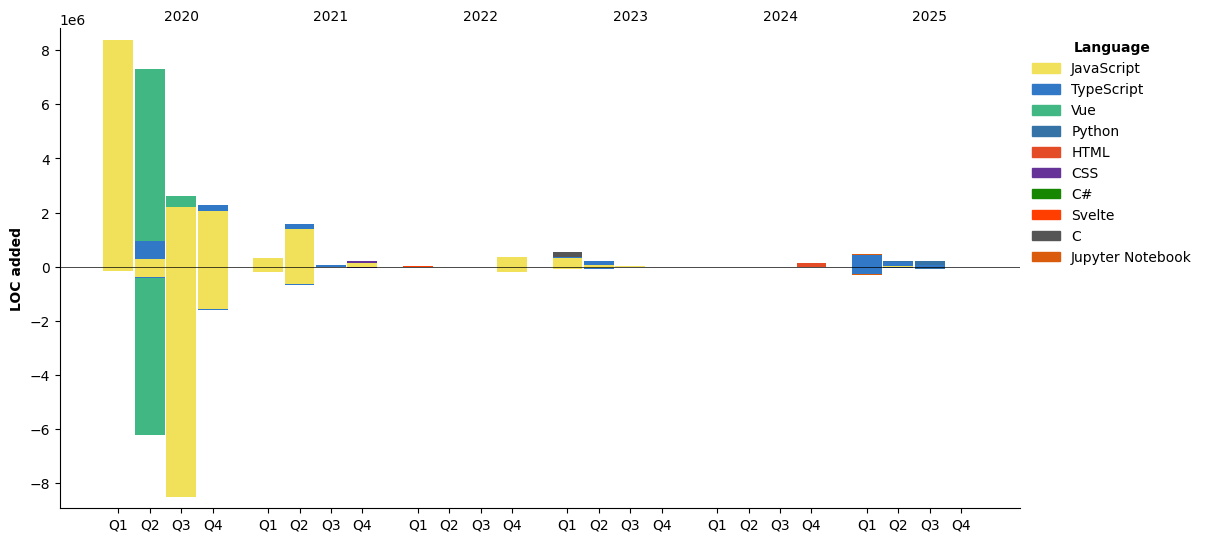 1e6
2020 2021 2022 2023 2024 2025
8
6
4
2
0
−2
−4
−6
−8
LOC added
Q1 Q2 Q3 Q4 Q1 Q2 Q3 Q4 Q1 Q2 Q3 Q4 Q1 Q2 Q3 Q4 Q1 Q2 Q3 Q4 Q1 Q2 Q3 Q4
Language
JavaScript
TypeScript
Vue
Python
HTML
CSS
C#
Svelte
C
Jupyter Notebook